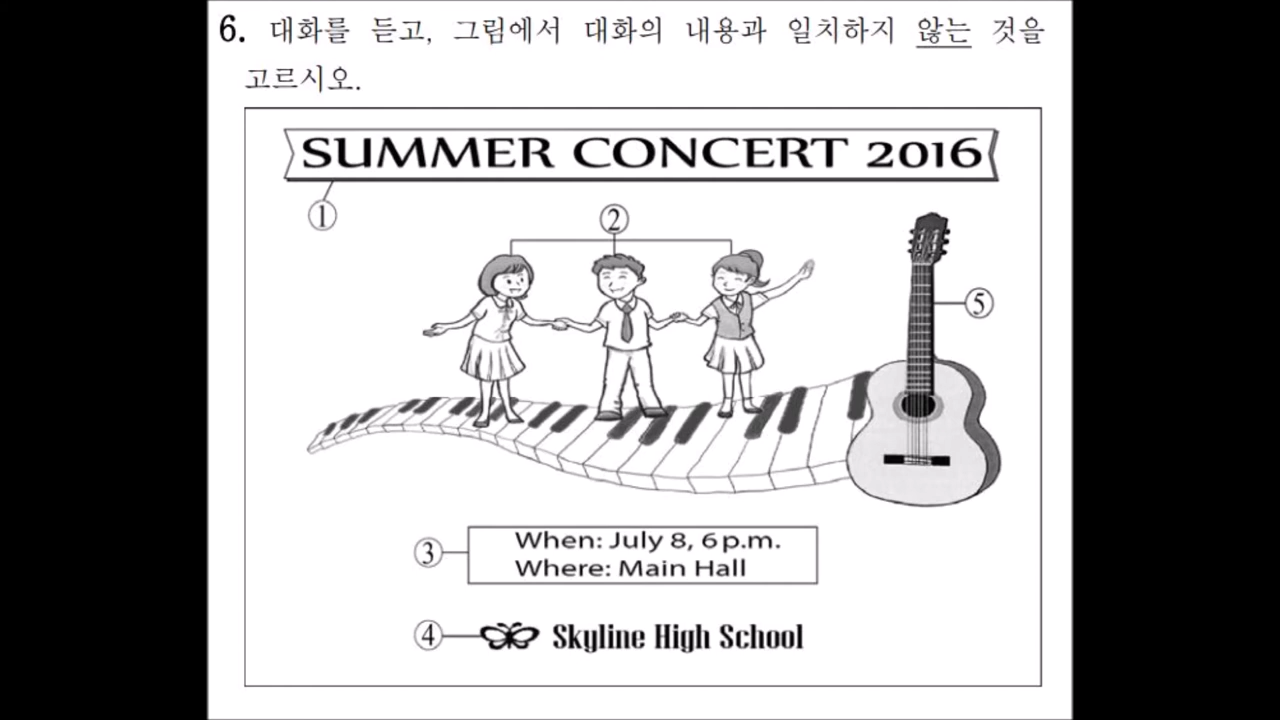 6. 대화를 듣고, 그림에서 대화의 내용과 일치하지 않는 것을
고르시오.
SUMMER CONCERT 2016
①
②
⑤
③
When: July 8, 6 p.m.
Where: Main Hall
④ Skyline High School